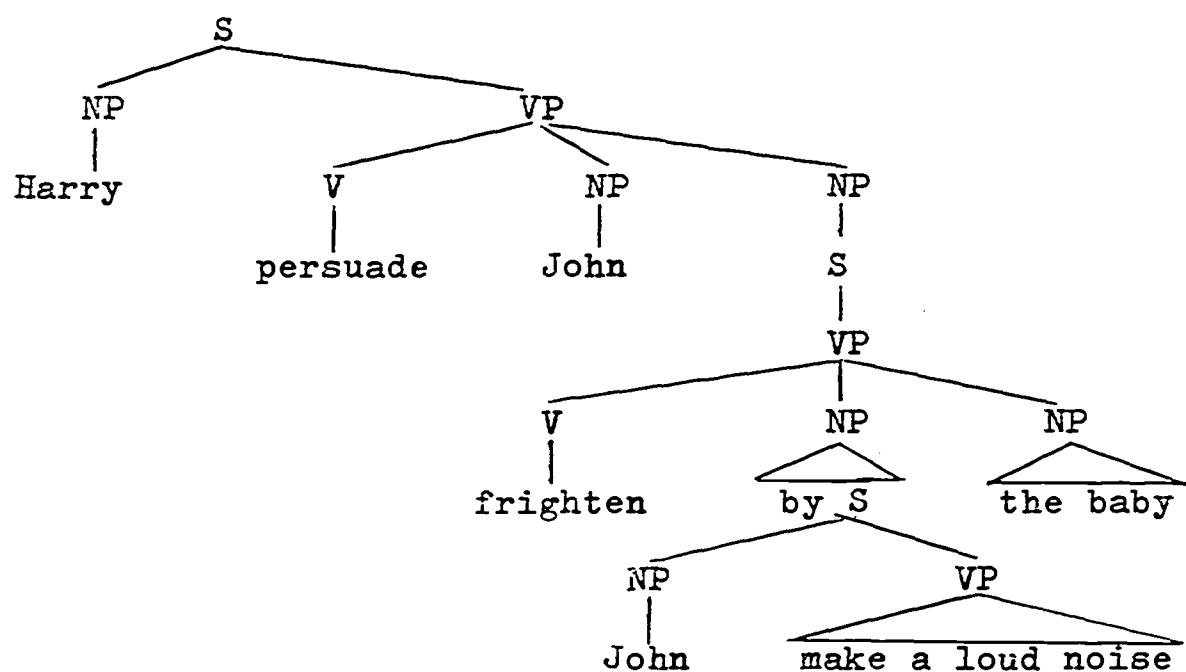 S
NP VP
Harry V NP NP
persuade John S
VP
V NP NP
frighten by S the baby
NP VP
John make a loud noise